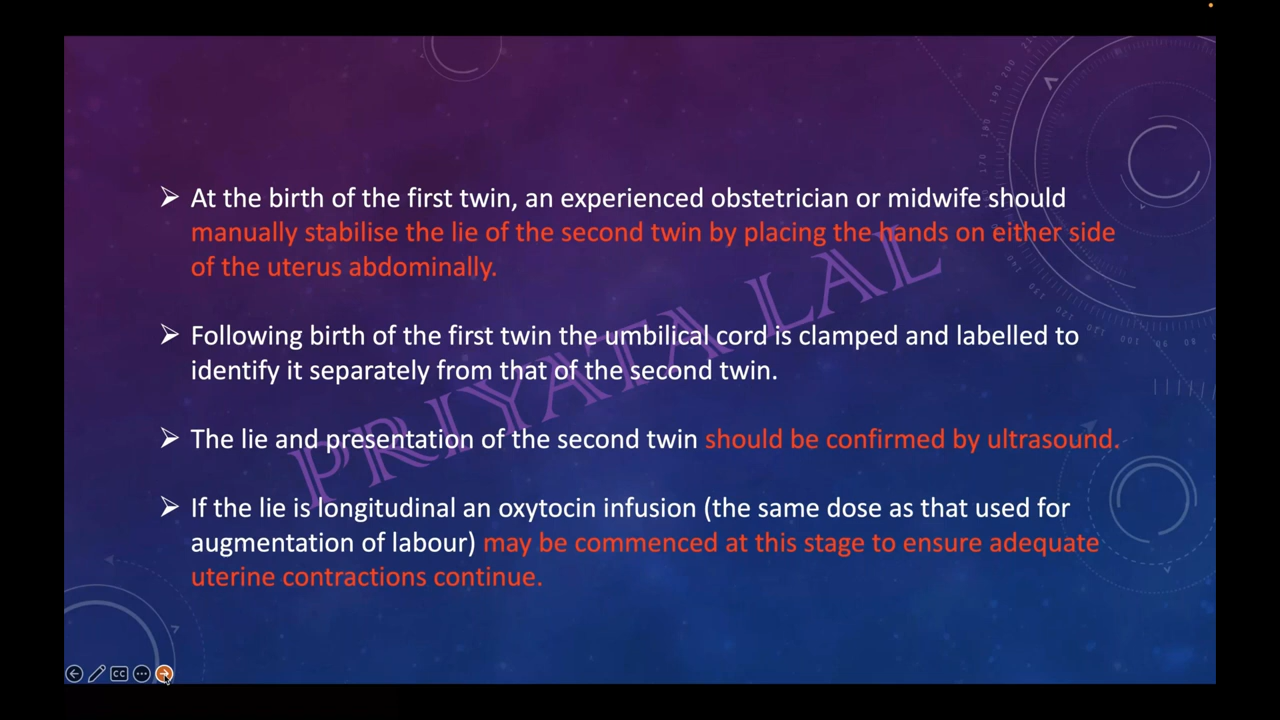 At the birth of the first twin, an experienced obstetrician or midwife should
manually stabilise the lie of the second twin by placing the hands on either side
of the uterus abdominally.
Following birth of the first twin the umbilical cord is clamped and labelled to
identify it separately from that of the second twin.
The lie and presentation of the second twin should be confirmed by ultrasound.
If the lie is longitudinal an oxytocin infusion (the same dose as that used for
augmentation of labour) may be commenced at this stage to ensure adequate
uterine contractions continue.
PRIYATA LAL
CC